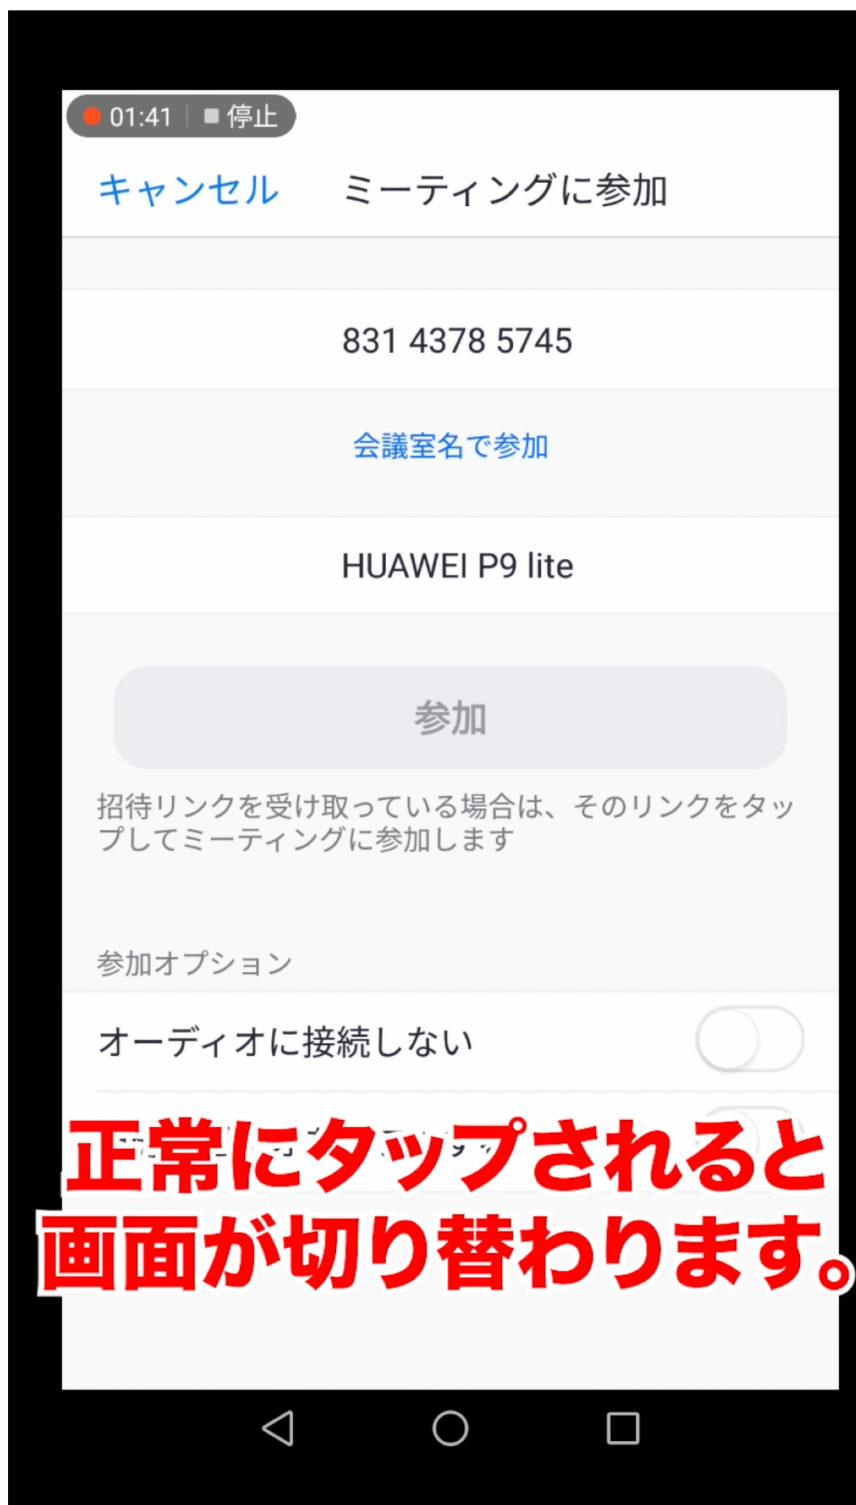 01:41 停止
キャンセル ミーティングに参加
831 4378 5745
会議室名で参加
HUAWEI P9 lite
参加
招待リンクを受け取っている場合は、そのリンクをタッ
プしてミーティングに参加します
参加オプション
オーディオに接続しない
正常にタップされると
画面が切り替わります。